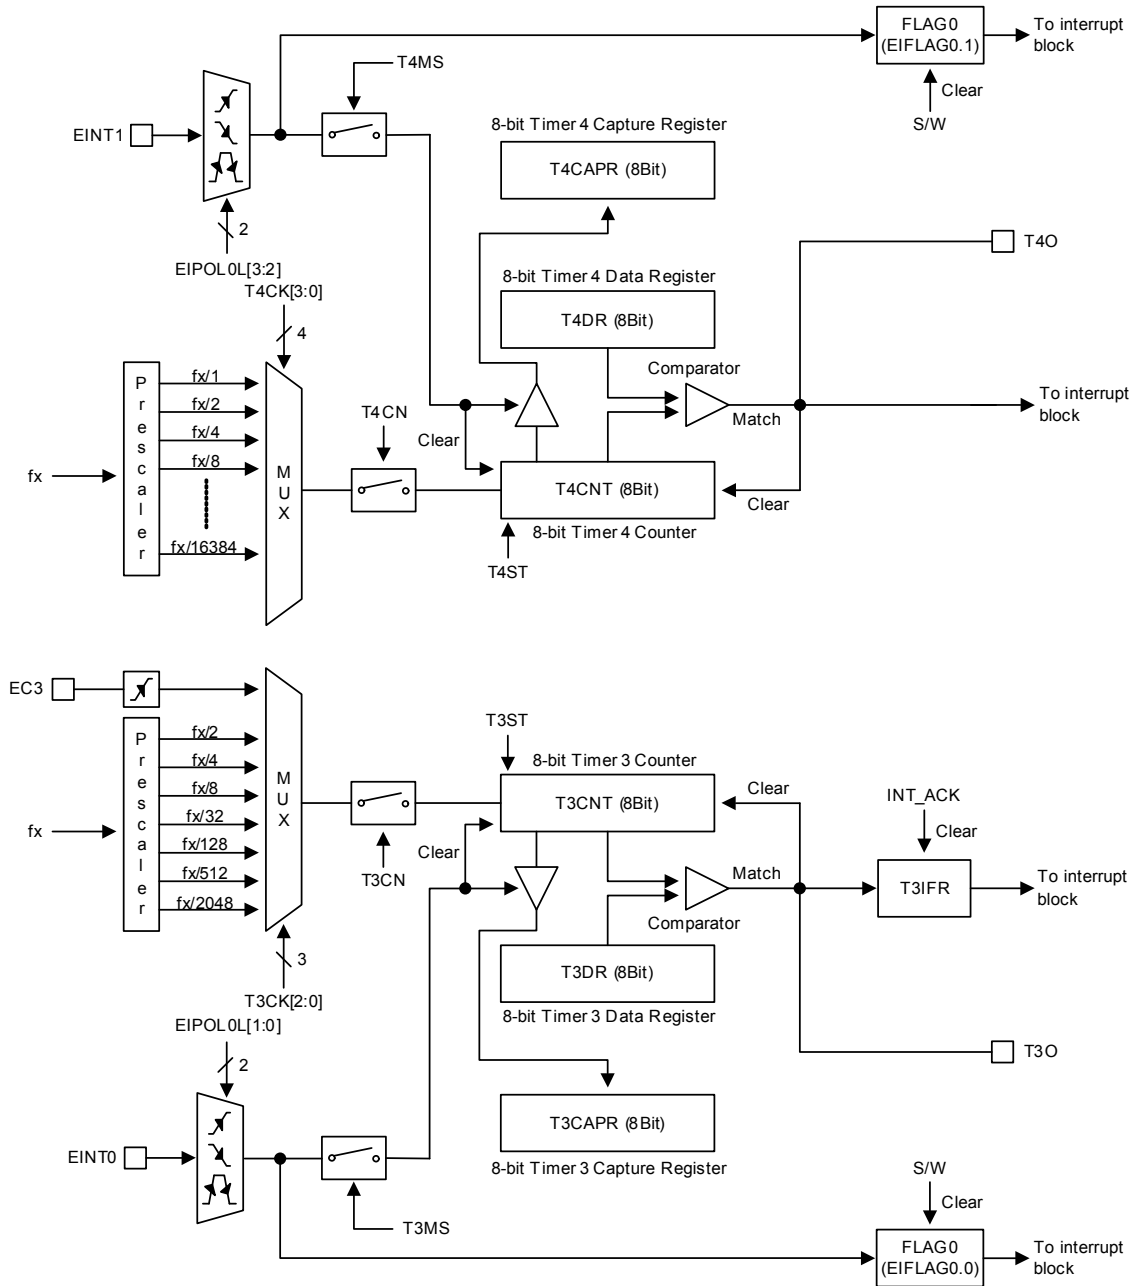 FLAG0
(EIFLAG0.1)
To interrupt
block
Clear
S/W
T4MS
EINT1
8-bit Timer 4 Capture Register
T4CAPR (8Bit)
2
EIPOL0L[3:2]
T4O
T4CK[3:0]
4
8-bit Timer 4 Data Register
T4DR (8Bit)
Prescaler
fx/1
fx/2
fx/4
fx/8
fx/16384
fx
MUX
T4CN
Clear
Comparator
Match
To interrupt
block
T4CNT (8Bit)
Clear
8-bit Timer 4 Counter
T4ST
EC3
Prescaler
fx/2
fx/4
fx/8
fx/32
fx/128
fx/512
fx/2048
fx
MUX
T3ST
8-bit Timer 3 Counter
T3CNT (8Bit)
Clear
INT_ACK
Clear
T3CN
Clear
Match
Comparator
T3IFR
To interrupt
block
3
T3CK[2:0]
T3DR (8Bit)
8-bit Timer 3 Data Register
EIPOL0L[1:0]
2
T3O
T3CAPR (8Bit)
8-bit Timer 3 Capture Register
EINT0
T3MS
S/W
Clear
FLAG0
(EIFLAG0.0)
To interrupt
block